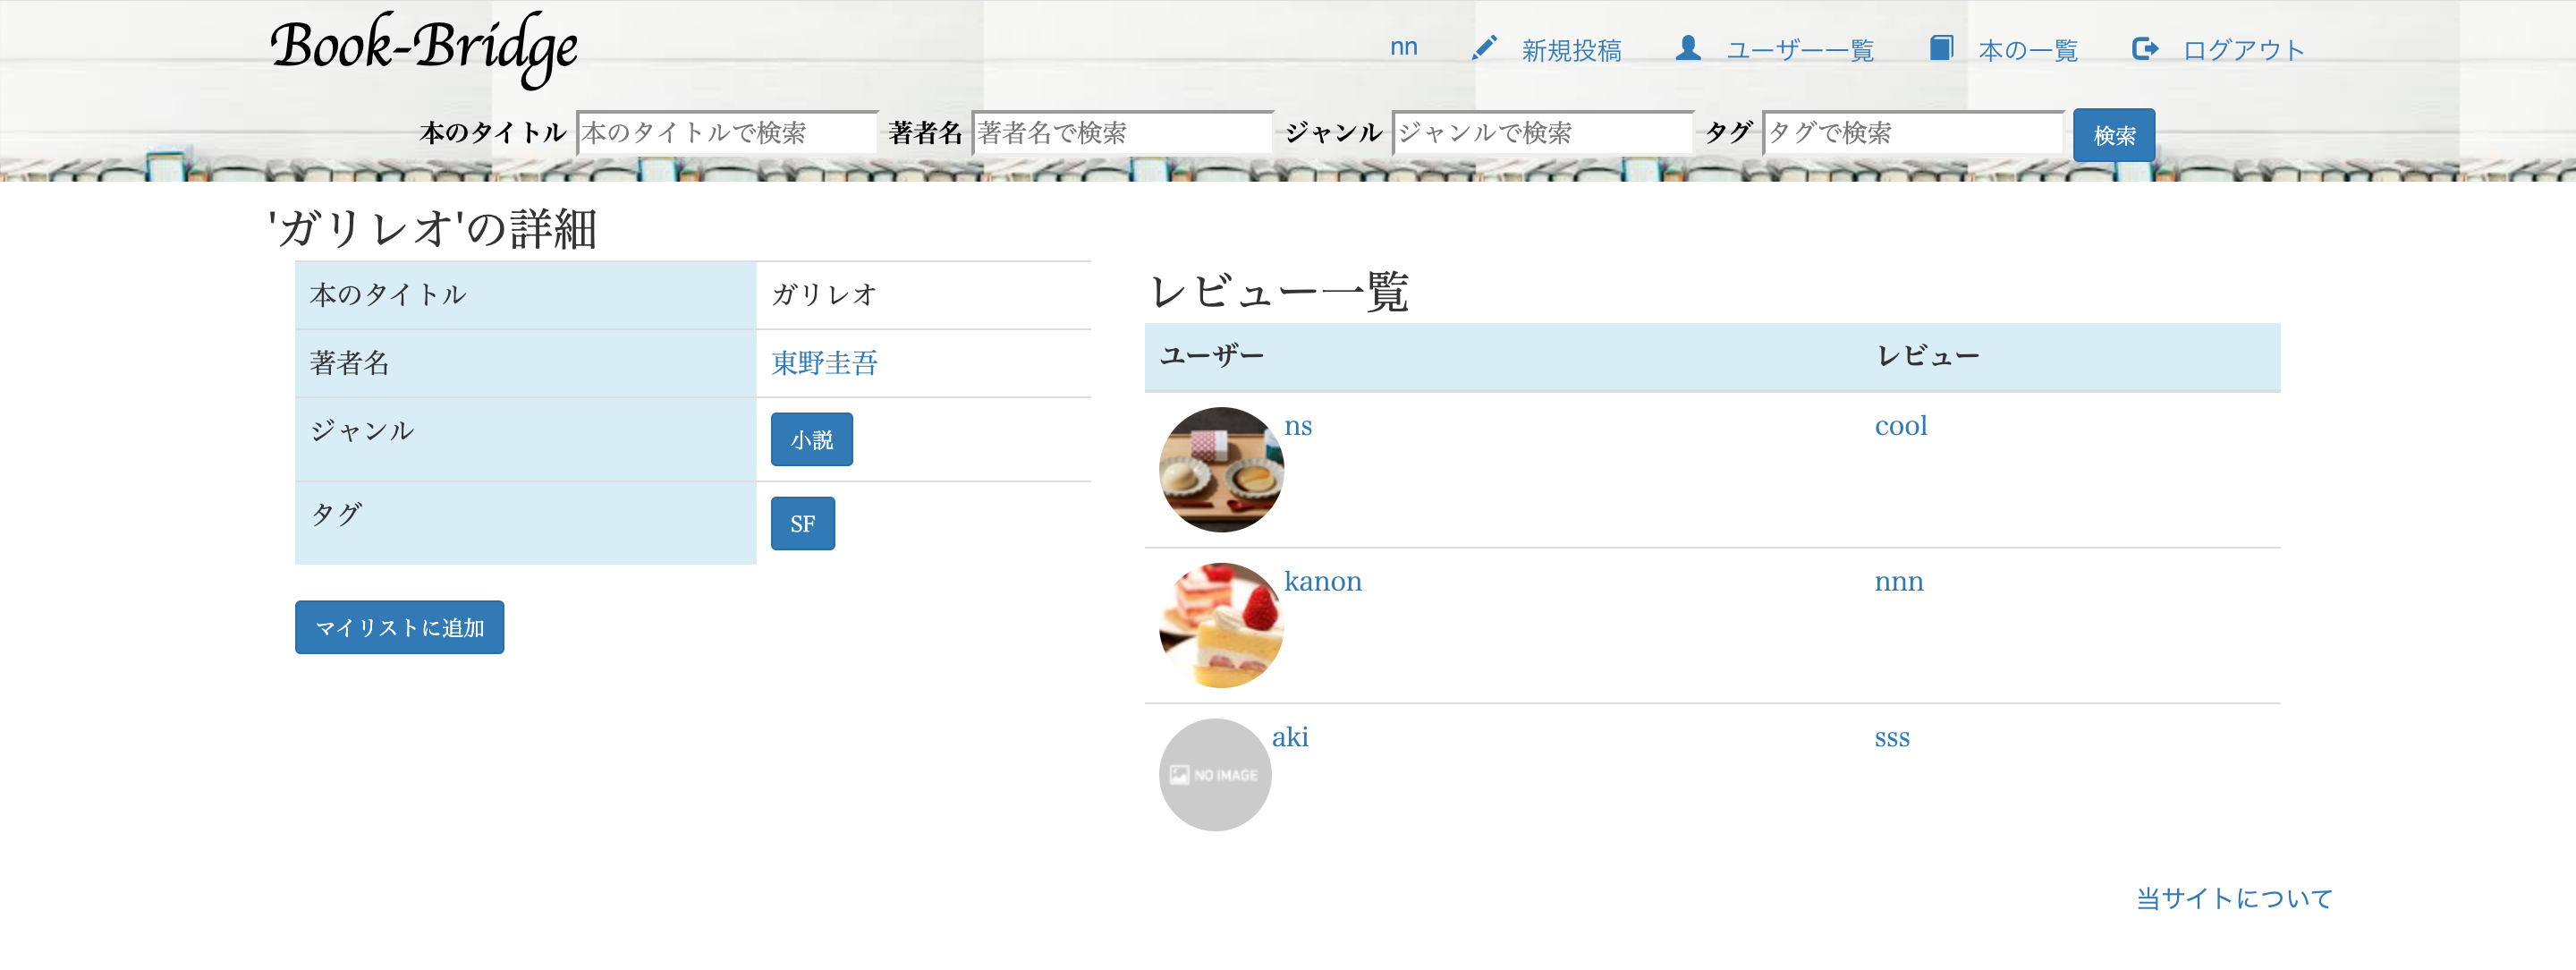 Book-Bridge
nn 新規投稿 ユーザー一覧 本の一覧 ログアウト
本のタイトル 本のタイトルで検索 著者名 著者名で検索 ジャンル ジャンルで検索 タグ タグで検索 検索
'ガリレオ'の詳細
本のタイトル ガリレオ
著者名 東野圭吾
ジャンル 小説
タグ SF
マイリストに追加
レビュー一覧
ユーザー レビュー
ns cool
kanon nnn
NO IMAGE aki sss
当サイトについて